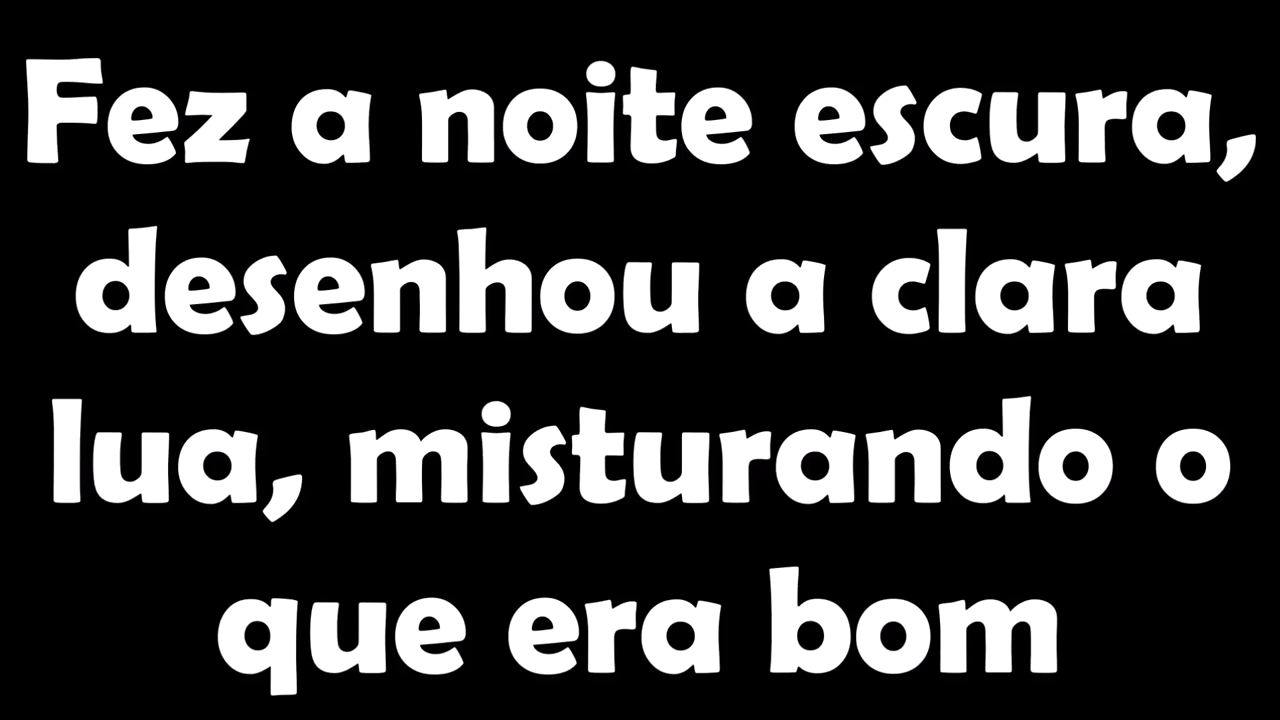 Fez a noite escura,
desenhou a clara
lua, misturando o
que era bom